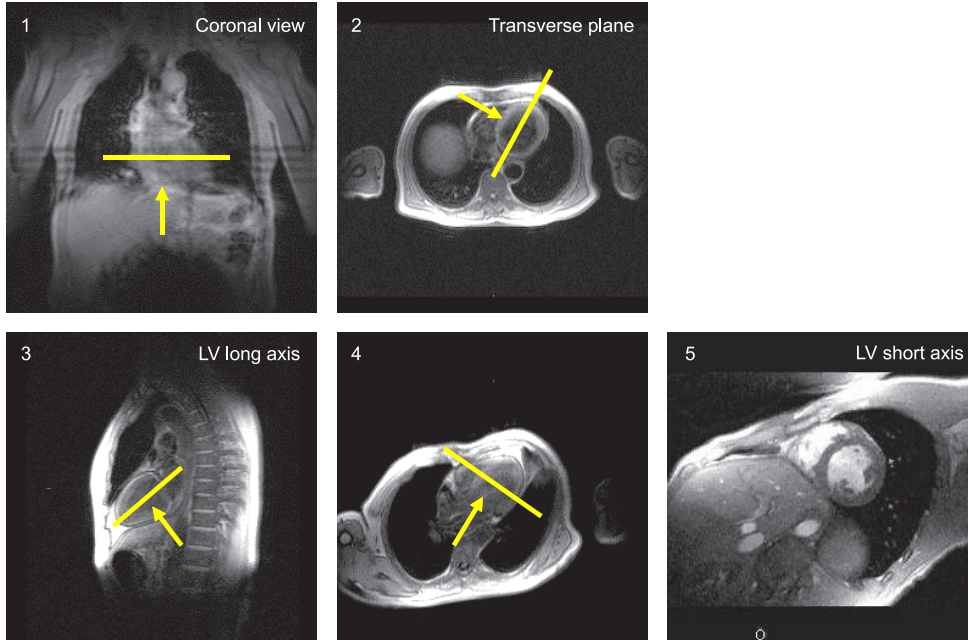 1 Coronal view
2 Transverse plane
3 LV long axis
4
5 LV short axis